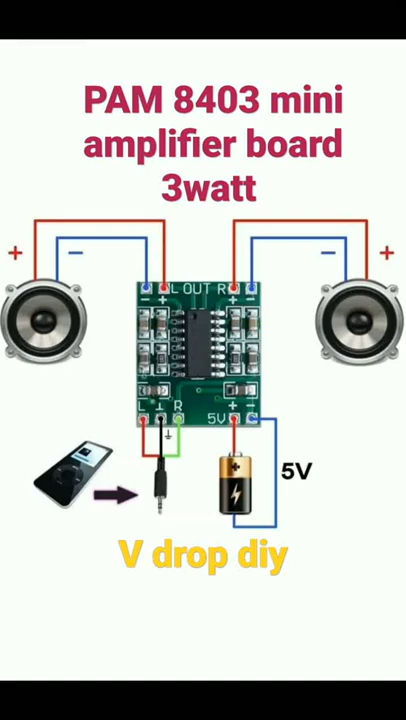 PAM 8403 mini
amplifier board
3watt
+ − − +
L OUT R
− + + −
L ⊥ R 5V + −
5V
V drop diy